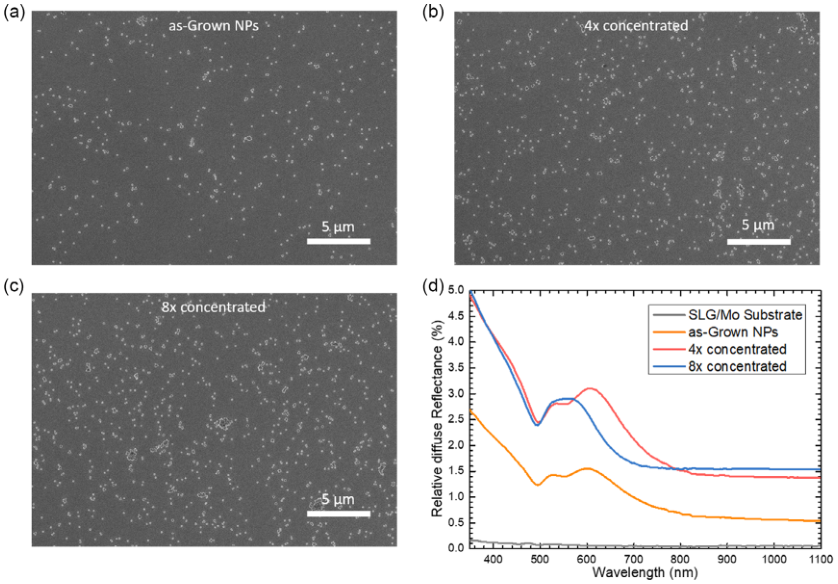 (a)
as-Grown NPs
5 µm
(b)
4x concentrated
5 µm
(c)
8x concentrated
5 µm
(d)
5.0
4.5
4.0
3.5
3.0
2.5
2.0
1.5
1.0
0.5
0.0
Relative diffuse Reflectance (%)
SLG/Mo Substrate
as-Grown NPs
4x concentrated
8x concentrated
400 500 600 700 800 900 1000 1100
Wavelength (nm)